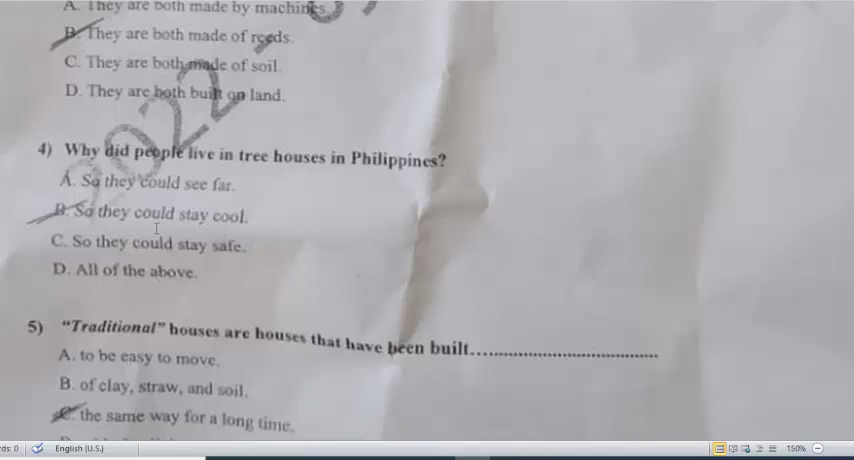 A. They are both made by machines.
B. They are both made of reeds.
C. They are both made of soil.
D. They are both built on land.
2022
4) Why did people live in tree houses in Philippines?
A. So they could see far.
B. So they could stay cool.
C. So they could stay safe.
D. All of the above.
5) “Traditional” houses are houses that have been built....................................
A. to be easy to move.
B. of clay, straw, and soil.
C. the same way for a long time.
ds: 0 English (U.S.) 150%